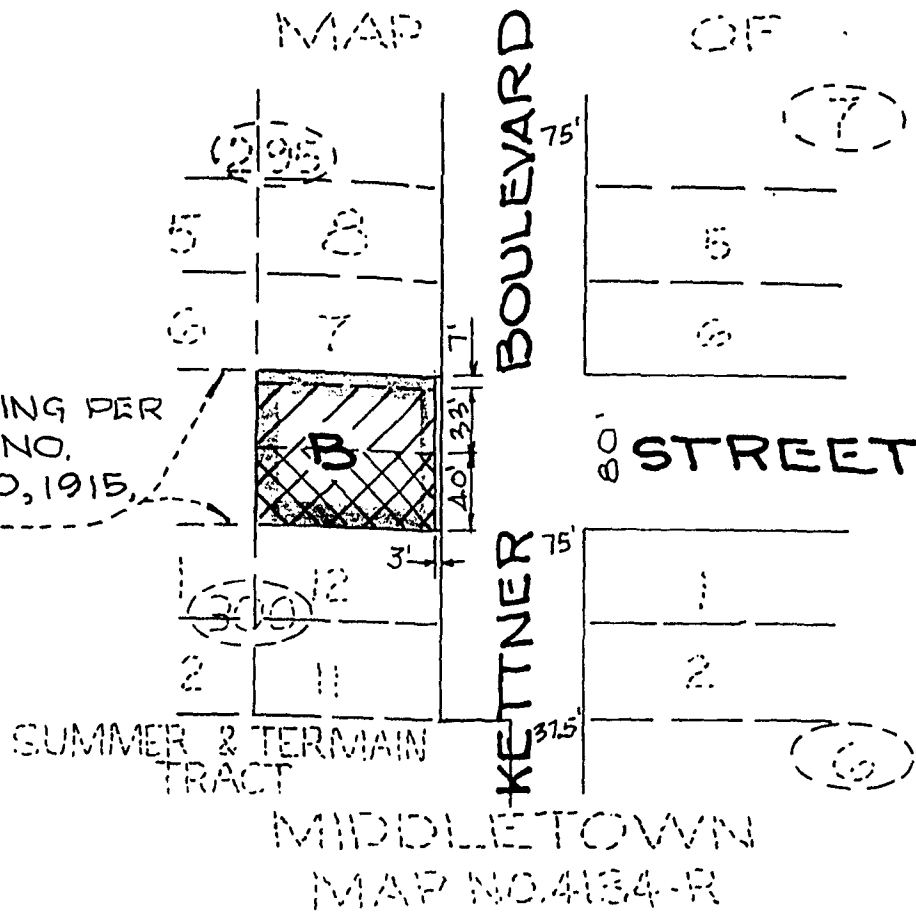 MAP OF
7
BOULEVARD
75'
295
5 8 5
6 7 6
7'
33'
40'
B
ING PER
NO.
0, 1915,
80
STREET
3'
75'
KETTNER
1 12 1
300
2 11 2
37.5'
SUMMER & TERMAIN
TRACT
6
MIDDLETOWN
MAP NO. 4134-R